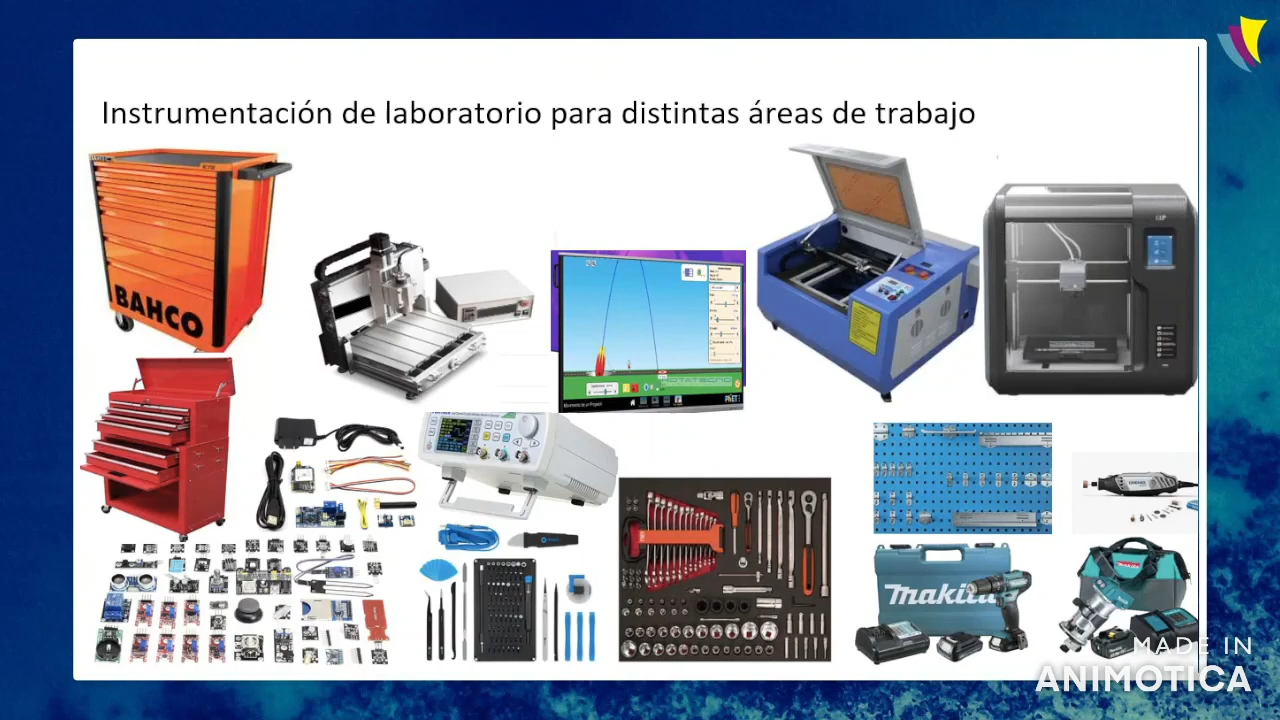 Instrumentación de laboratorio para distintas áreas de trabajo
BAHCO
makita
MADE IN
ANIMOTICA